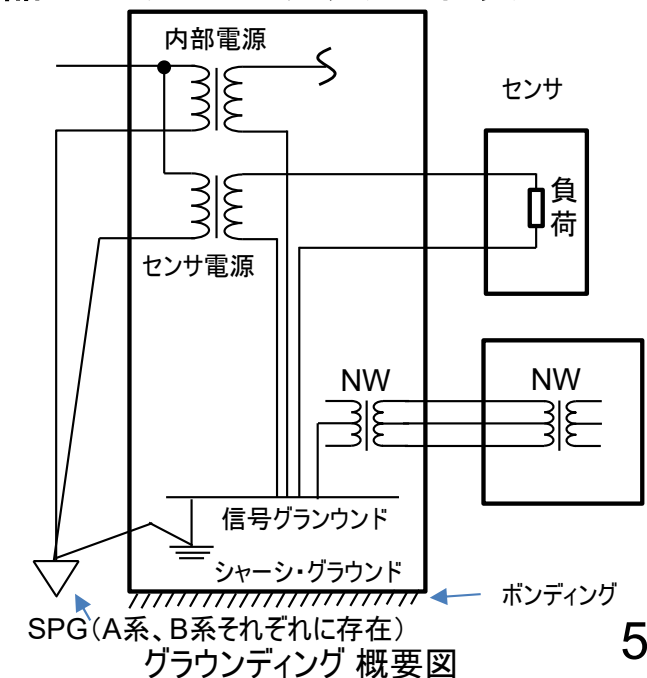 内部電源
センサ
負荷
センサ電源
NW
NW
信号グランウンド
シャーシ・グラウンド
ボンディング
SPG(A系、B系それぞれに存在)
グラウンディング 概要図
5